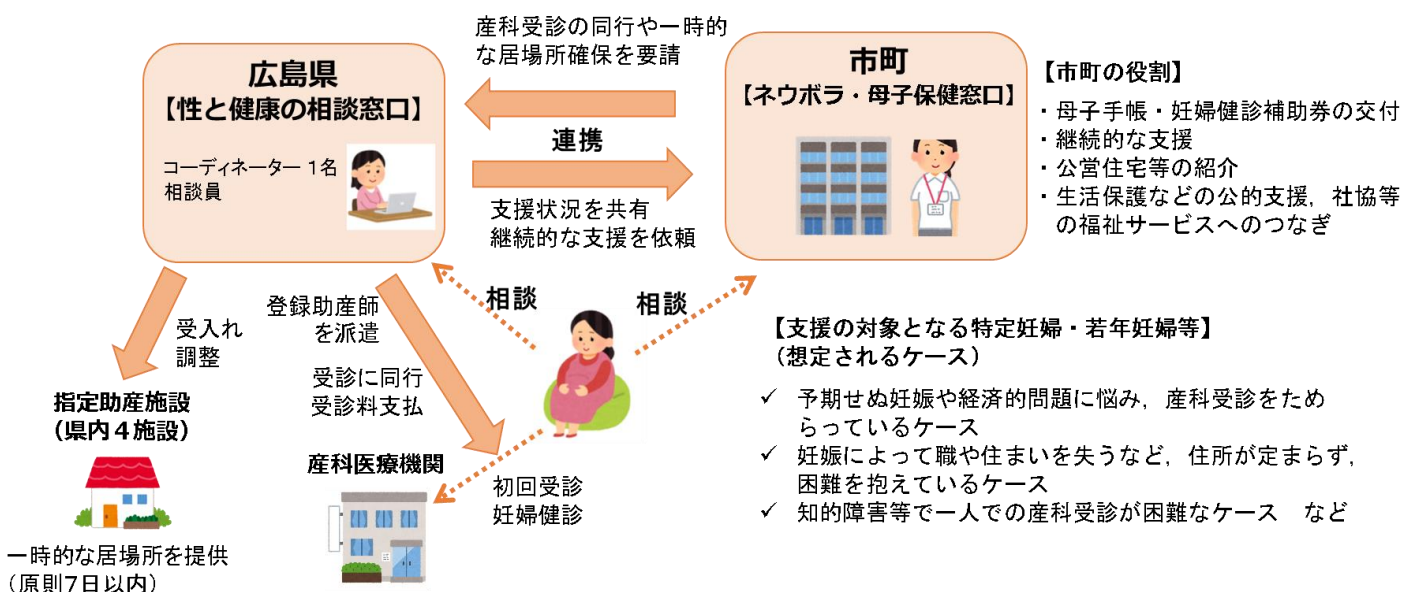 産科受診の同行や一時的
な居場所確保を要請
広島県
【性と健康の相談窓口】
コーディネーター 1名
相談員
連携
支援状況を共有
継続的な支援を依頼
市町
【ネウボラ・母子保健窓口】
【市町の役割】
・母子手帳・妊婦健診補助券の交付
・継続的な支援
・公営住宅等の紹介
・生活保護などの公的支援，社協等
の福祉サービスへのつなぎ
相談
相談
受入れ
調整
登録助産師
を派遣
受診に同行
受診料支払
指定助産施設
（県内４施設）
一時的な居場所を提供
（原則7日以内）
産科医療機関
初回受診
妊婦健診
【支援の対象となる特定妊婦・若年妊婦等】
（想定されるケース）
✓ 予期せぬ妊娠や経済的問題に悩み，産科受診をため
らっているケース
✓ 妊娠によって職や住まいを失うなど，住所が定まらず，
困難を抱えているケース
✓ 知的障害等で一人での産科受診が困難なケース　など